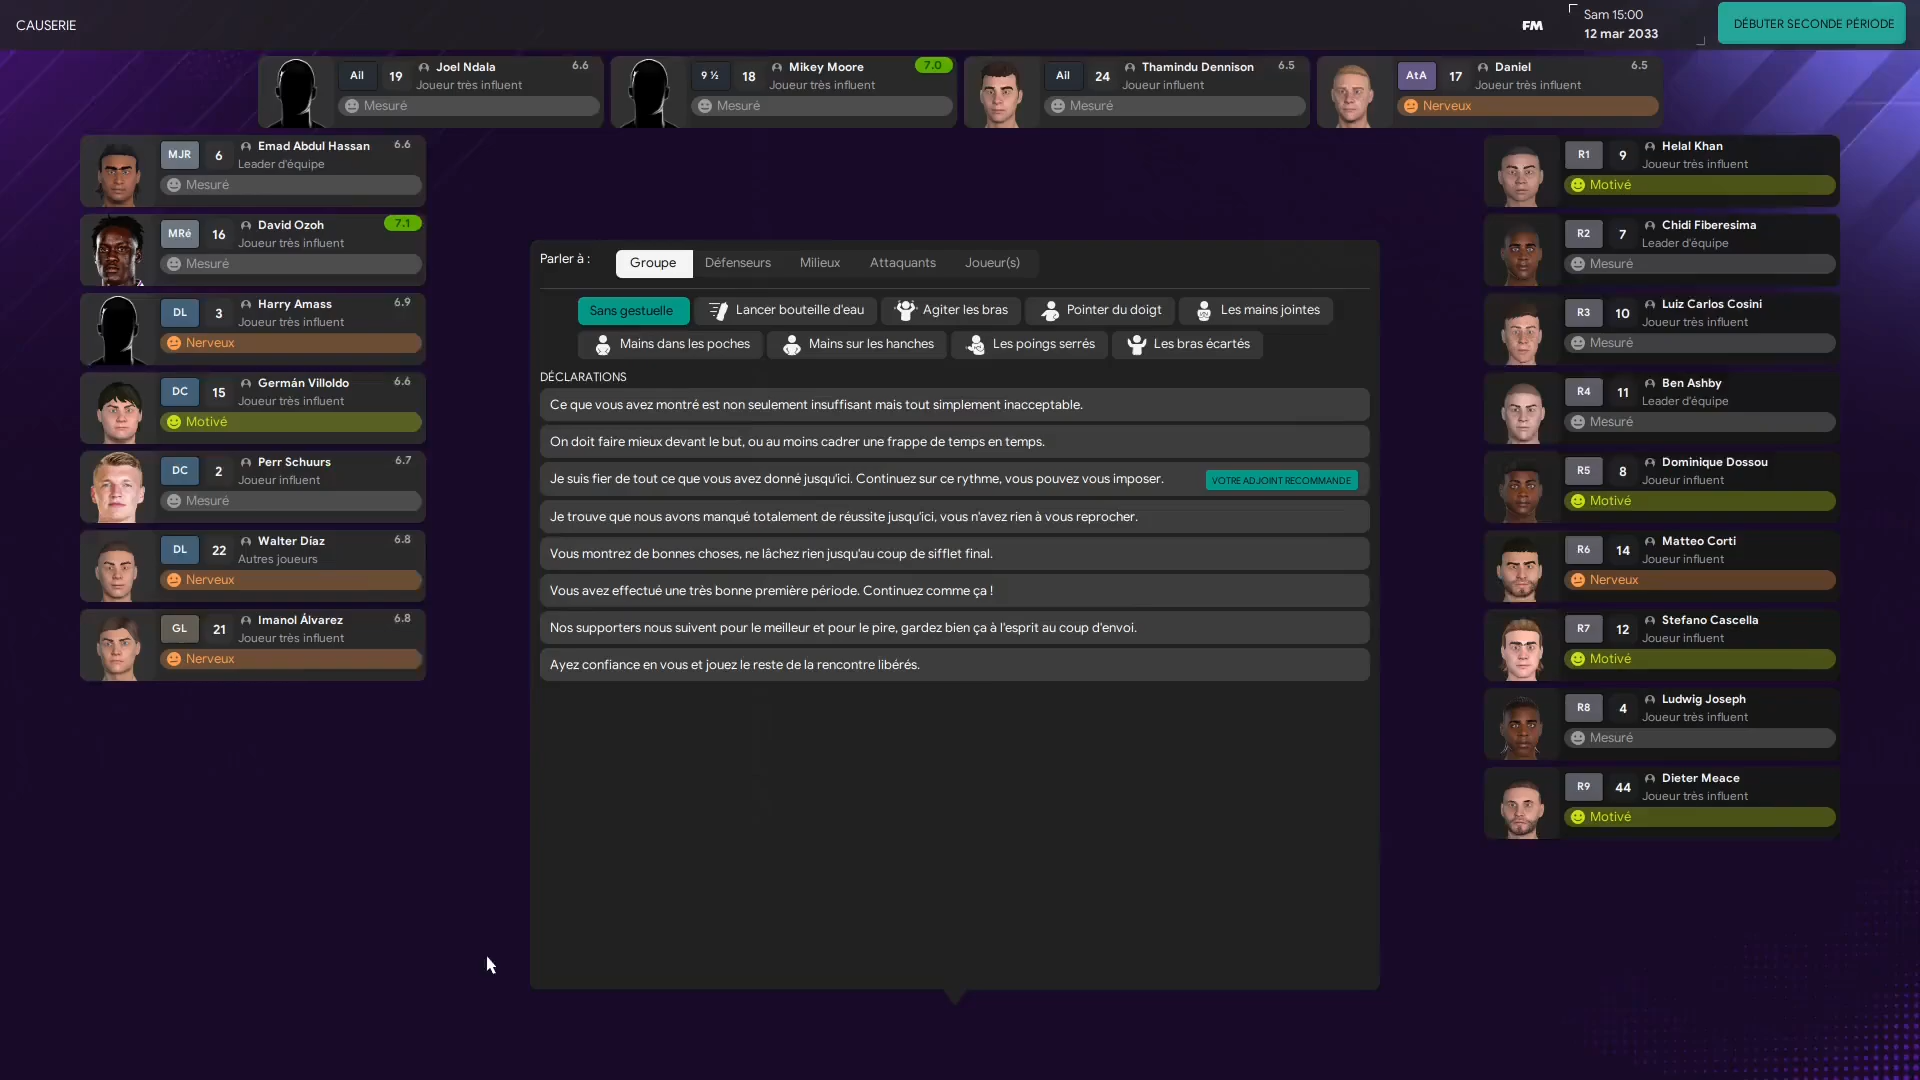 CAUSERIE
FM
Sam 15:00
12 mar 2033
DÉBUTER SECONDE PÉRIODE
Ail 19 Joel Ndala 6.6
Joueur très influent
Mesuré
9 ½ 18 Mikey Moore 7.0
Joueur très influent
Mesuré
Ail 24 Thamindu Dennison 6.5
Joueur influent
Mesuré
AtA 17 Daniel 6.5
Joueur très influent
Nerveux
MJR 6 Emad Abdul Hassan 6.6
Leader d'équipe
Mesuré
MRé 16 David Ozoh 7.1
Joueur très influent
Mesuré
DL 3 Harry Amass 6.9
Joueur très influent
Nerveux
DC 15 Germán Villoldo 6.6
Joueur très influent
Motivé
DC 2 Perr Schuurs 6.7
Joueur influent
Mesuré
DL 22 Walter Díaz 6.8
Autres joueurs
Nerveux
GL 21 Imanol Álvarez 6.8
Joueur très influent
Nerveux
Parler à : Groupe Défenseurs Milieux Attaquants Joueur(s)
Sans gestuelle Lancer bouteille d'eau Agiter les bras Pointer du doigt Les mains jointes
Mains dans les poches Mains sur les hanches Les poings serrés Les bras écartés
DÉCLARATIONS
Ce que vous avez montré est non seulement insuffisant mais tout simplement inacceptable.
On doit faire mieux devant le but, ou au moins cadrer une frappe de temps en temps.
Je suis fier de tout ce que vous avez donné jusqu'ici. Continuez sur ce rythme, vous pouvez vous imposer. VOTRE ADJOINT RECOMMANDE
Je trouve que nous avons manqué totalement de réussite jusqu'ici, vous n'avez rien à vous reprocher.
Vous montrez de bonnes choses, ne lâchez rien jusqu'au coup de sifflet final.
Vous avez effectué une très bonne première période. Continuez comme ça !
Nos supporters nous suivent pour le meilleur et pour le pire, gardez bien ça à l'esprit au coup d'envoi.
Ayez confiance en vous et jouez le reste de la rencontre libérés.
R1 9 Helal Khan
Joueur très influent
Motivé
R2 7 Chidi Fiberesima
Leader d'équipe
Mesuré
R3 10 Luiz Carlos Cosini
Joueur très influent
Mesuré
R4 11 Ben Ashby
Leader d'équipe
Mesuré
R5 8 Dominique Dossou
Joueur influent
Motivé
R6 14 Matteo Corti
Joueur influent
Nerveux
R7 12 Stefano Cascella
Joueur influent
Motivé
R8 4 Ludwig Joseph
Joueur très influent
Mesuré
R9 44 Dieter Meace
Joueur très influent
Motivé